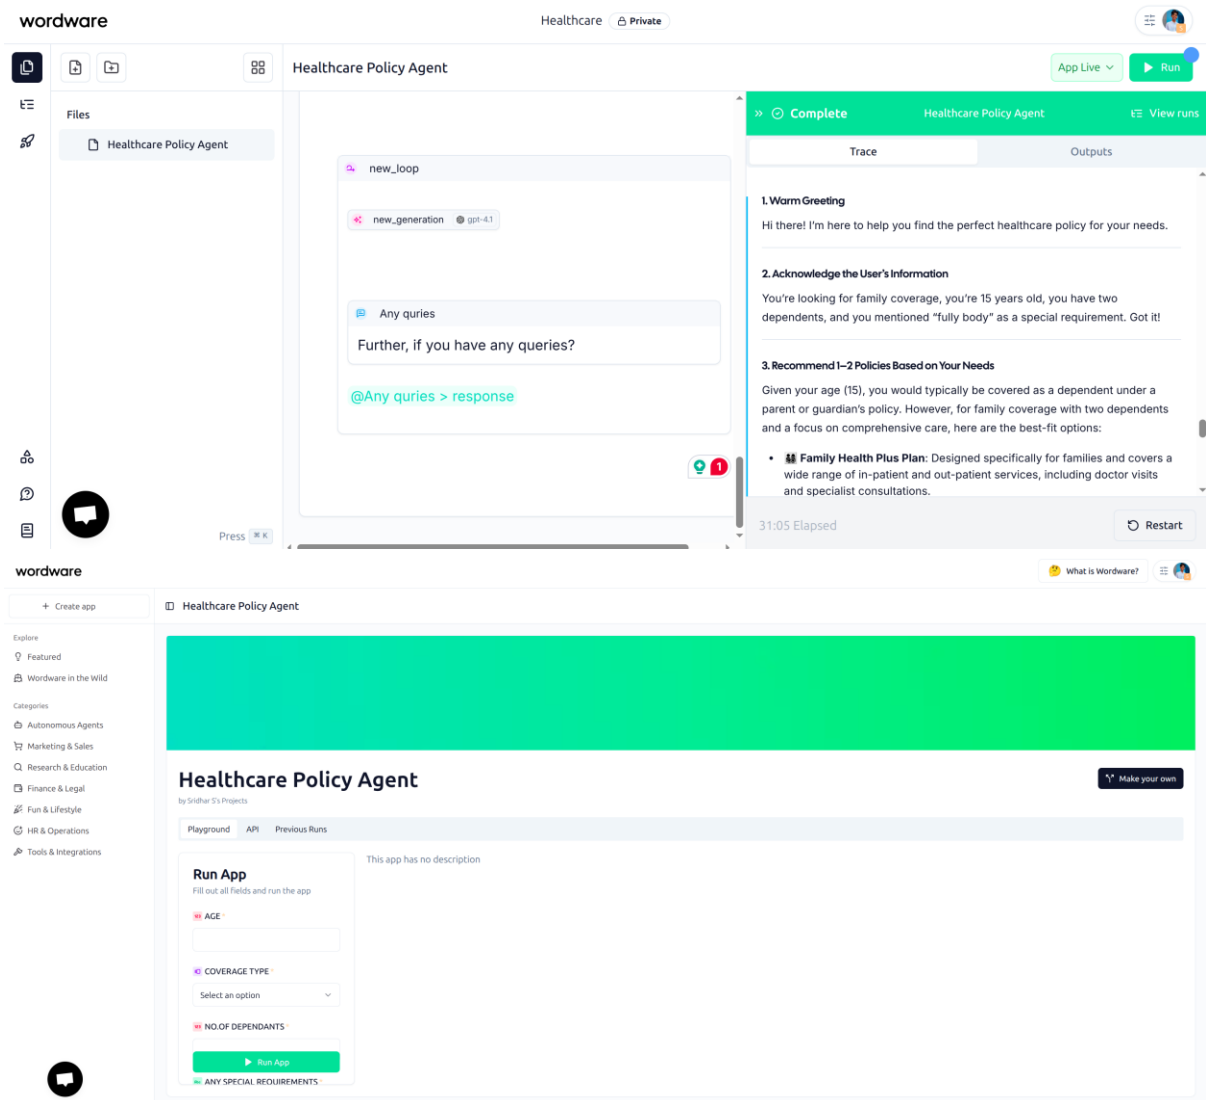 wordware
Healthcare Private
Healthcare Policy Agent
App Live
Run
Files
Healthcare Policy Agent
Press ⌘ K
new_loop
new_generation gpt-4.1
Any quries
Further, if you have any queries?
@Any quries > response
1
Complete
Healthcare Policy Agent
View runs
Trace
Outputs
1. Warm Greeting
Hi there! I'm here to help you find the perfect healthcare policy for your needs.
2. Acknowledge the User's Information
You're looking for family coverage, you're 15 years old, you have two
dependents, and you mentioned “fully body” as a special requirement. Got it!
3. Recommend 1–2 Policies Based on Your Needs
Given your age (15), you would typically be covered as a dependent under a
parent or guardian's policy. However, for family coverage with two dependents
and a focus on comprehensive care, here are the best-fit options:
• Family Health Plus Plan: Designed specifically for families and covers a
wide range of in-patient and out-patient services, including doctor visits
and specialist consultations.
31:05 Elapsed
Restart
wordware
What is Wordware?
+ Create app
Healthcare Policy Agent
Explore
Featured
Wordware in the Wild
Categories
Autonomous Agents
Marketing & Sales
Research & Education
Finance & Legal
Fun & Lifestyle
HR & Operations
Tools & Integrations
Healthcare Policy Agent
by Sridhar S's Projects
Make your own
Playground API Previous Runs
Run App
Fill out all fields and run the app
This app has no description
AGE *
COVERAGE TYPE *
Select an option
NO.OF DEPENDANTS *
Run App
ANY SPECIAL REQUIREMENTS *